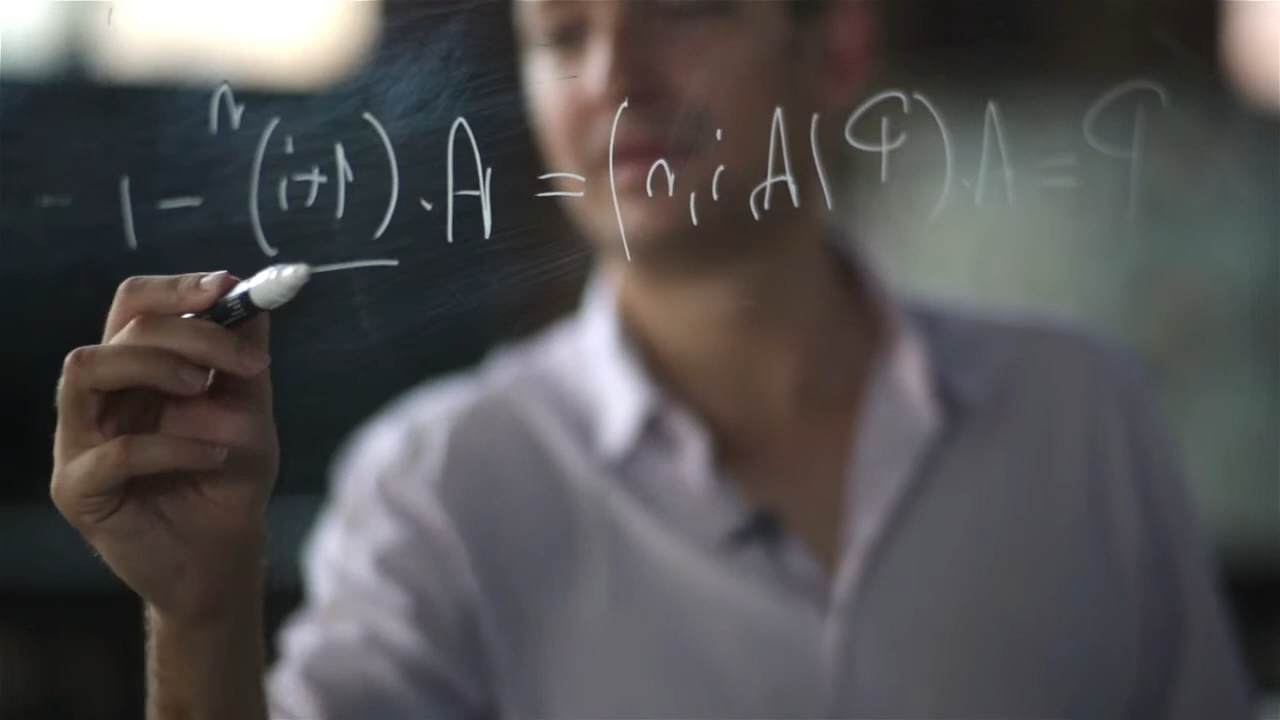 P = A.(P/A i,n) = A.(1+i)^n - 1